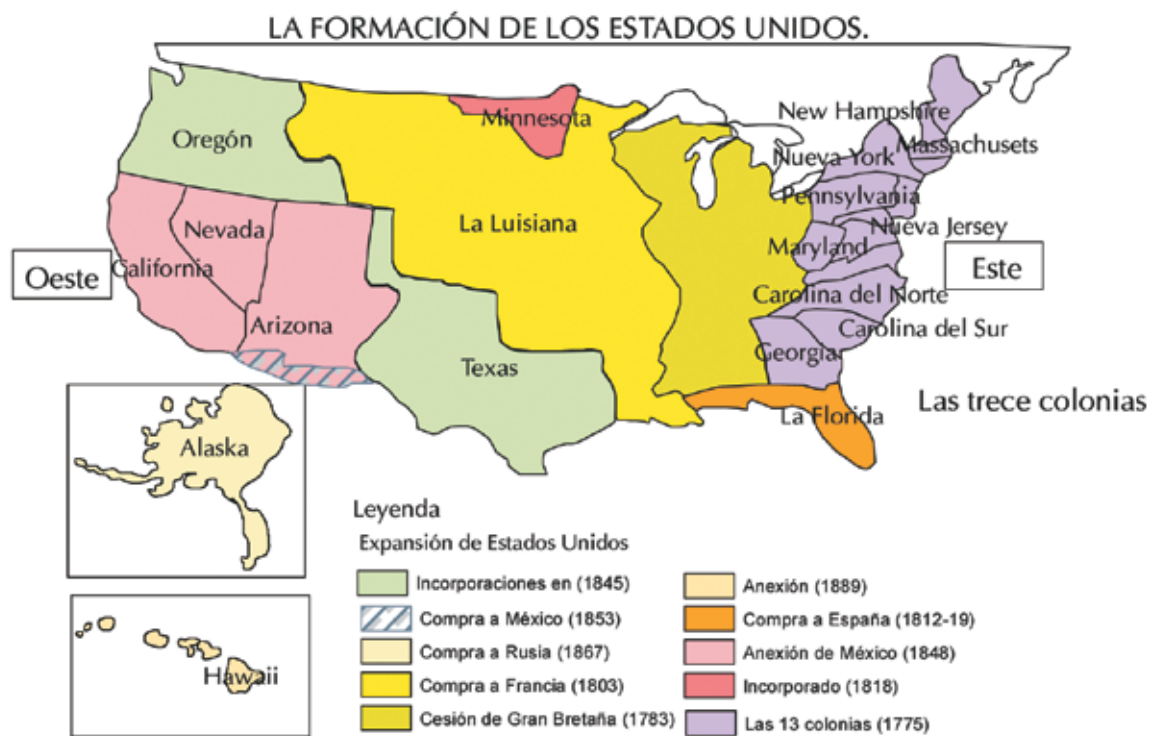 LA FORMACIÓN DE LOS ESTADOS UNIDOS.
New Hampshire
Minnesota
Oregón
Massachusets
Nueva York
Pennsylvania
La Luisiana
Nevada
Nueva Jersey
Maryland
Oeste
California
Este
Carolina del Norte
Arizona
Carolina del Sur
Georgia
Texas
Las trece colonias
La Florida
Alaska
Leyenda
Expansión de Estados Unidos
Incorporaciones en (1845)
Compra a México (1853)
Compra a Rusia (1867)
Compra a Francia (1803)
Cesión de Gran Bretaña (1783)
Anexión (1889)
Compra a España (1812-19)
Anexión de México (1848)
Incorporado (1818)
Las 13 colonias (1775)
Hawaii